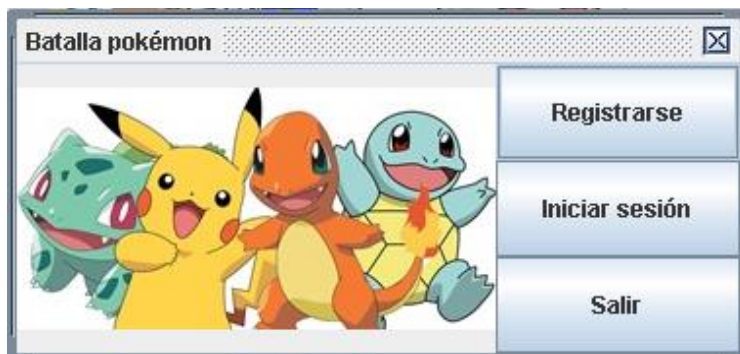 Batalla pokémon
Registrarse
Iniciar sesión
Salir